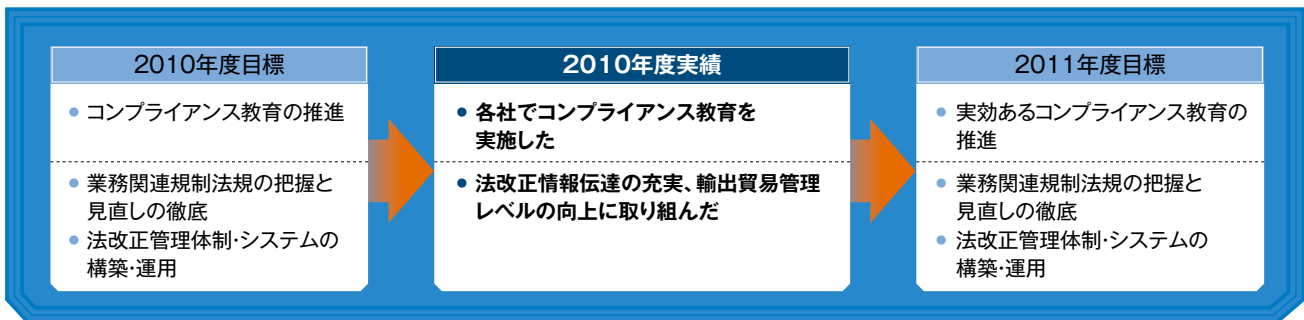 2010年度目標
• コンプライアンス教育の推進
• 業務関連規制法規の把握と
見直しの徹底
• 法改正管理体制・システムの
構築・運用
2010年度実績
• 各社でコンプライアンス教育を
実施した
• 法改正情報伝達の充実、輸出貿易管理
レベルの向上に取り組んだ
2011年度目標
• 実効あるコンプライアンス教育の
推進
• 業務関連規制法規の把握と
見直しの徹底
• 法改正管理体制・システムの
構築・運用